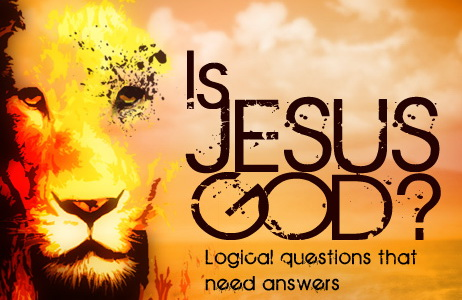 Is
JESUS
GOD?
Logical questions that
need answers